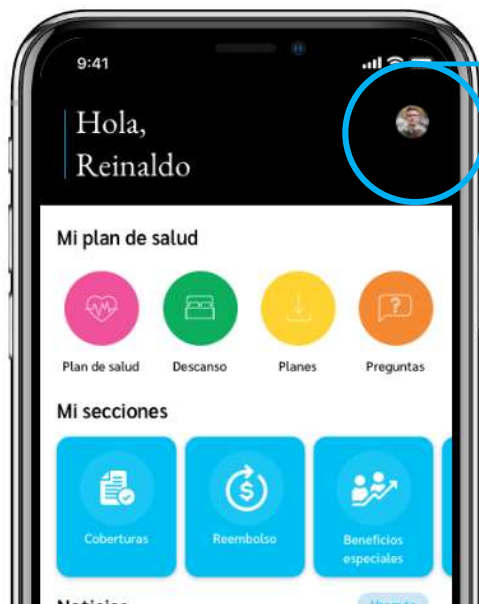 9:41
Hola,
Reinaldo
Mi plan de salud
Plan de salud
Descanso
Planes
Preguntas
Mi secciones
Coberturas
Reembolso
Beneficios
especiales